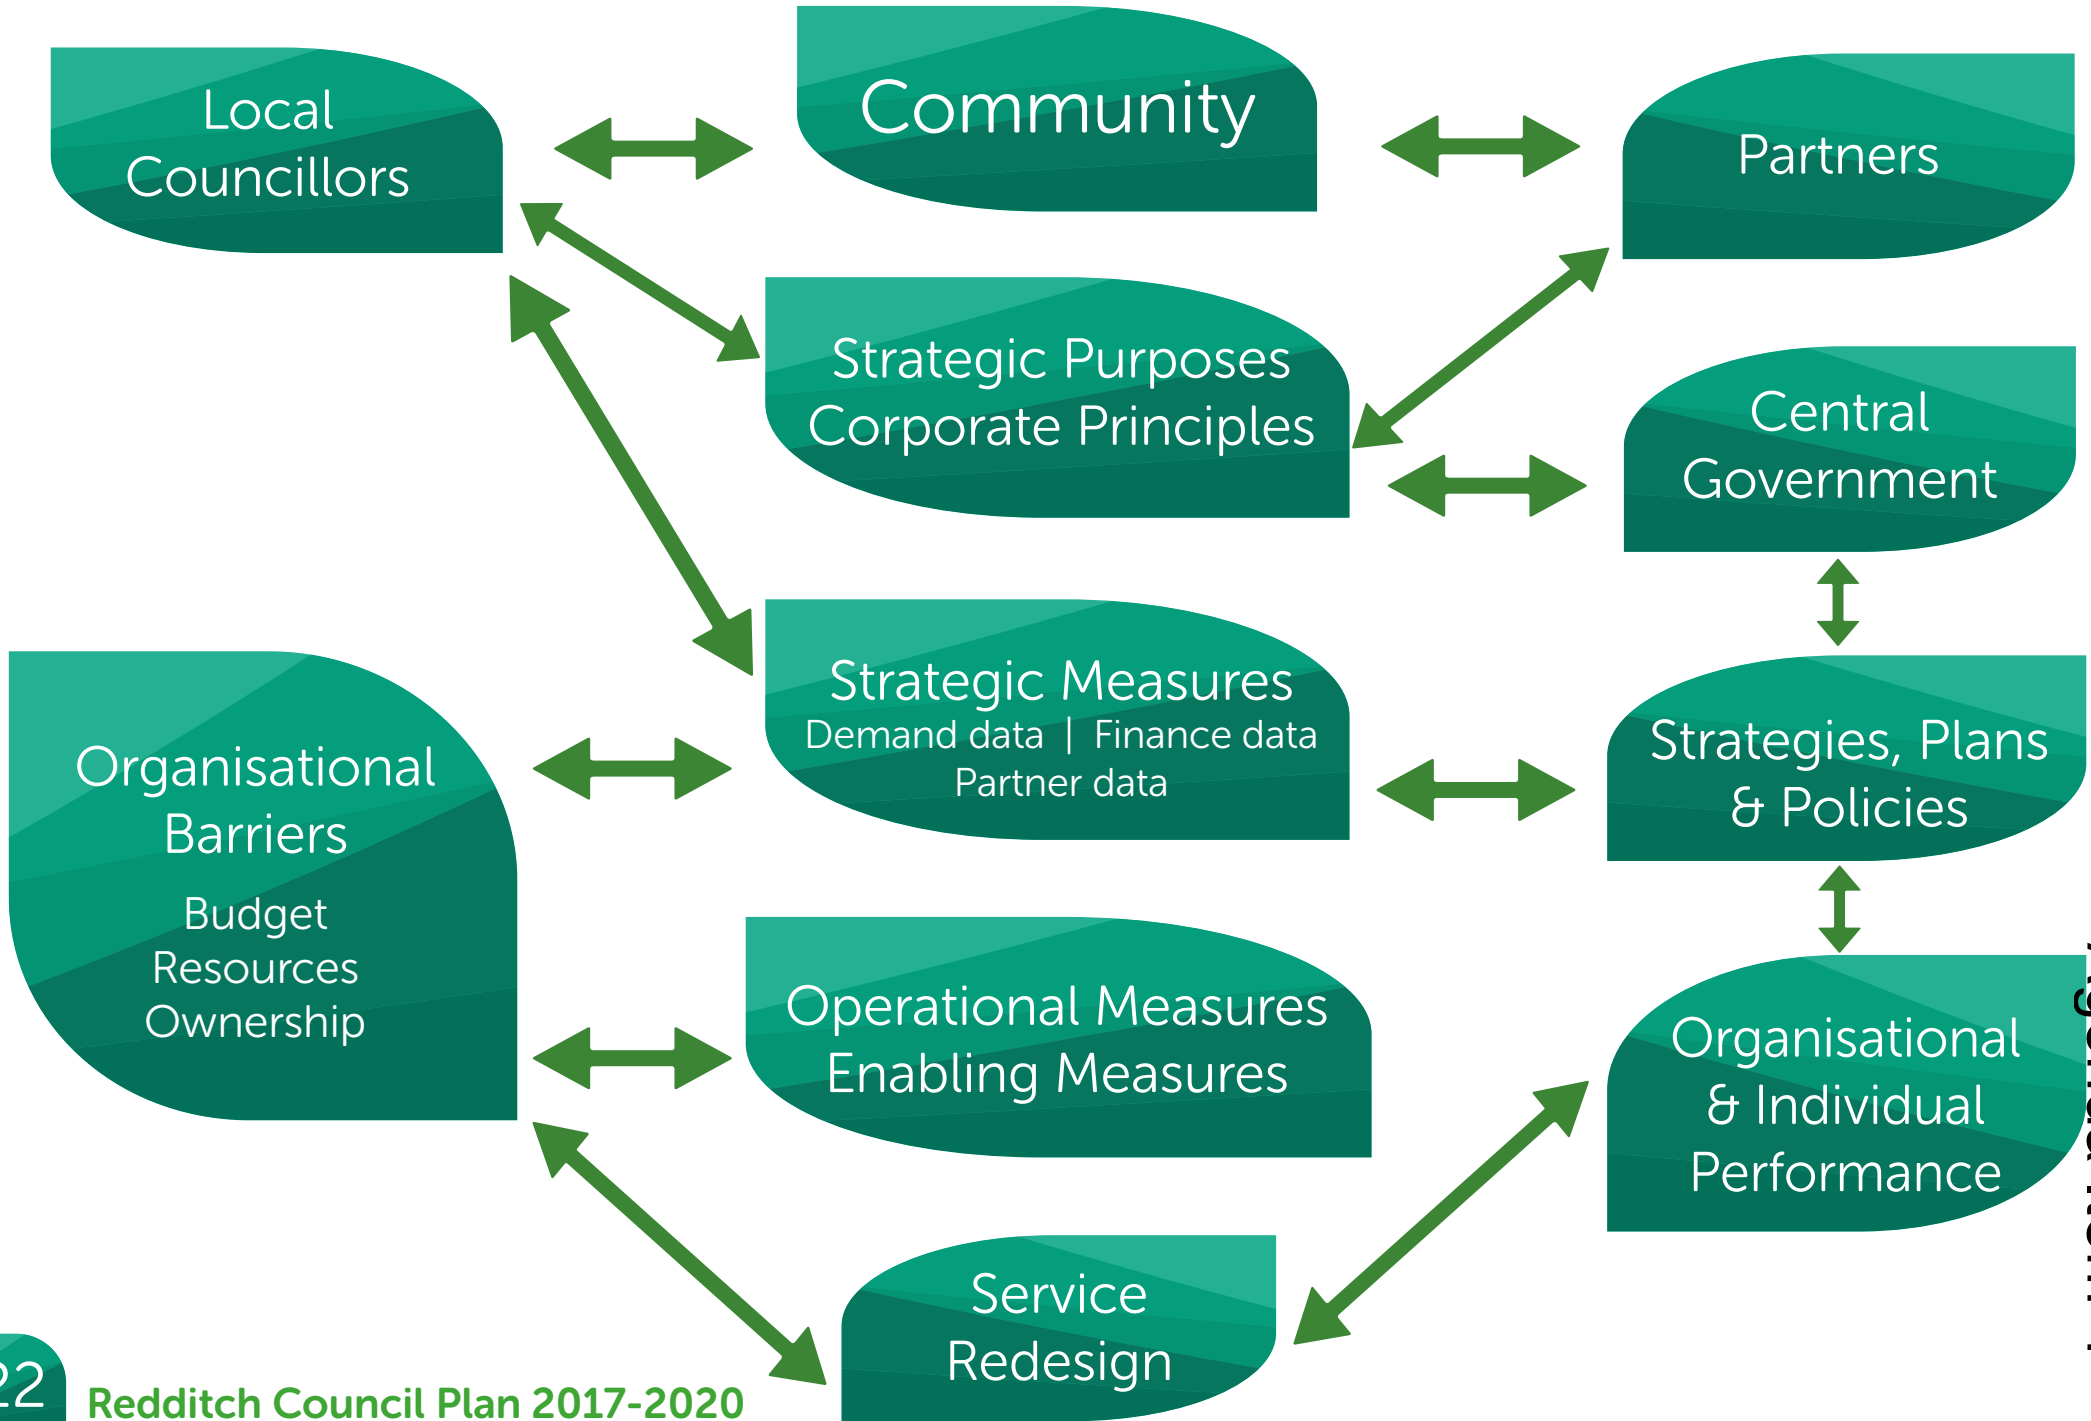 Local
Councillors
Community
Partners
Strategic Purposes
Corporate Principles
Central
Government
Strategic Measures
Demand data | Finance data
Partner data
Strategies, Plans
& Policies
Organisational
Barriers
Budget
Resources
Ownership
Operational Measures
Enabling Measures
Organisational
& Individual
Performance
Service
Redesign
22
Redditch Council Plan 2017-2020